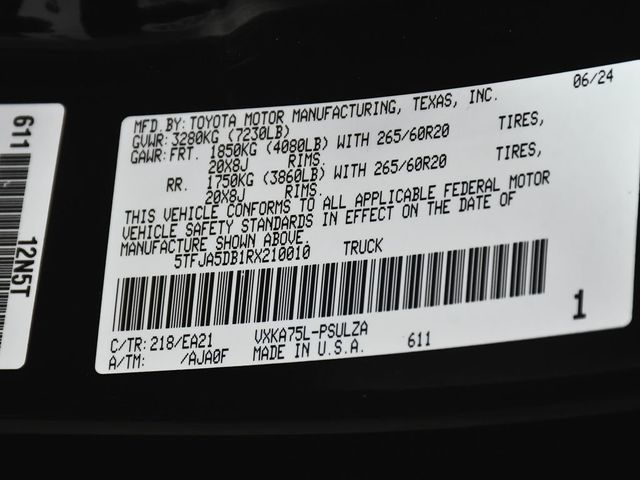 611
12N5T
06/24
MFD.BY: TOYOTA MOTOR MANUFACTURING, TEXAS, INC.
GVWR: 3280KG (7230LB)
GAWR: FRT. 1850KG (4080LB) WITH 265/60R20 TIRES,
20X8J RIMS.
RR. 1750KG (3860LB) WITH 265/60R20 TIRES,
20X8J RIMS.
THIS VEHICLE CONFORMS TO ALL APPLICABLE FEDERAL MOTOR
VEHICLE SAFETY STANDARDS IN EFFECT ON THE DATE OF
MANUFACTURE SHOWN ABOVE.
5TFJA5DB1RX210010 TRUCK
1
C/TR: 218/EA21 VXKA75L-PSULZA
A/TM: /AJA0F MADE IN U.S.A. 611